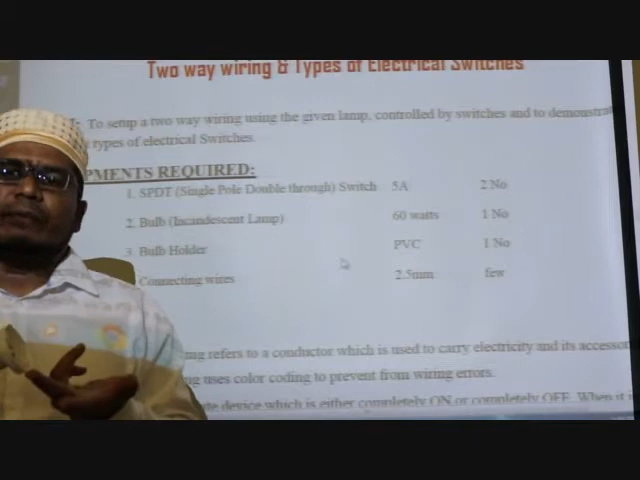 Two way wiring & Types of Electrical Switches
To setup a two way wiring using the given lamp, controlled by switches and to demonstra
types of electrical Switches.
PMENTS REQUIRED:
1. SPDT (Single Pole Double through) Switch 5A 2 No
2. Bulb (Incandescent Lamp) 60 watts 1 No
3. Bulb Holder PVC 1 No
Connecting wires 2.5mm few
ng refers to a conductor which is used to carry electricity and its accessor
ng uses color coding to prevent from wiring errors.
te device which is either completely ON or completely OFF. When it i